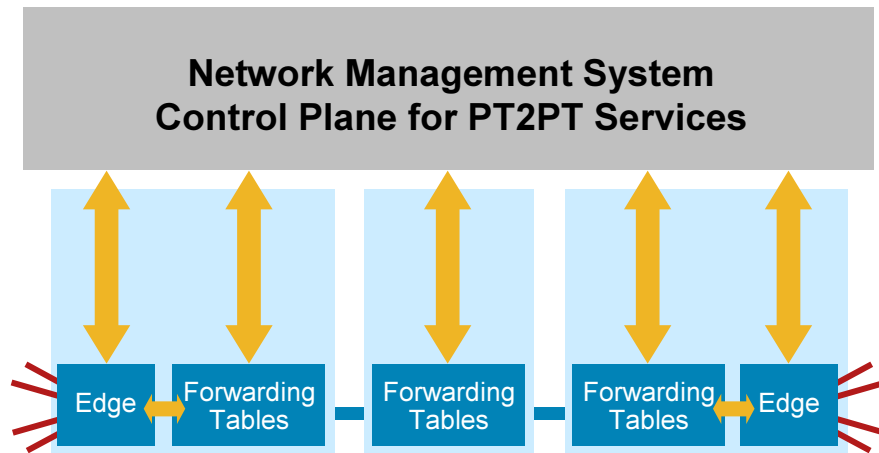 Network Management System
Control Plane for PT2PT Services
Edge
Forwarding
Tables
Forwarding
Tables
Forwarding
Tables
Edge